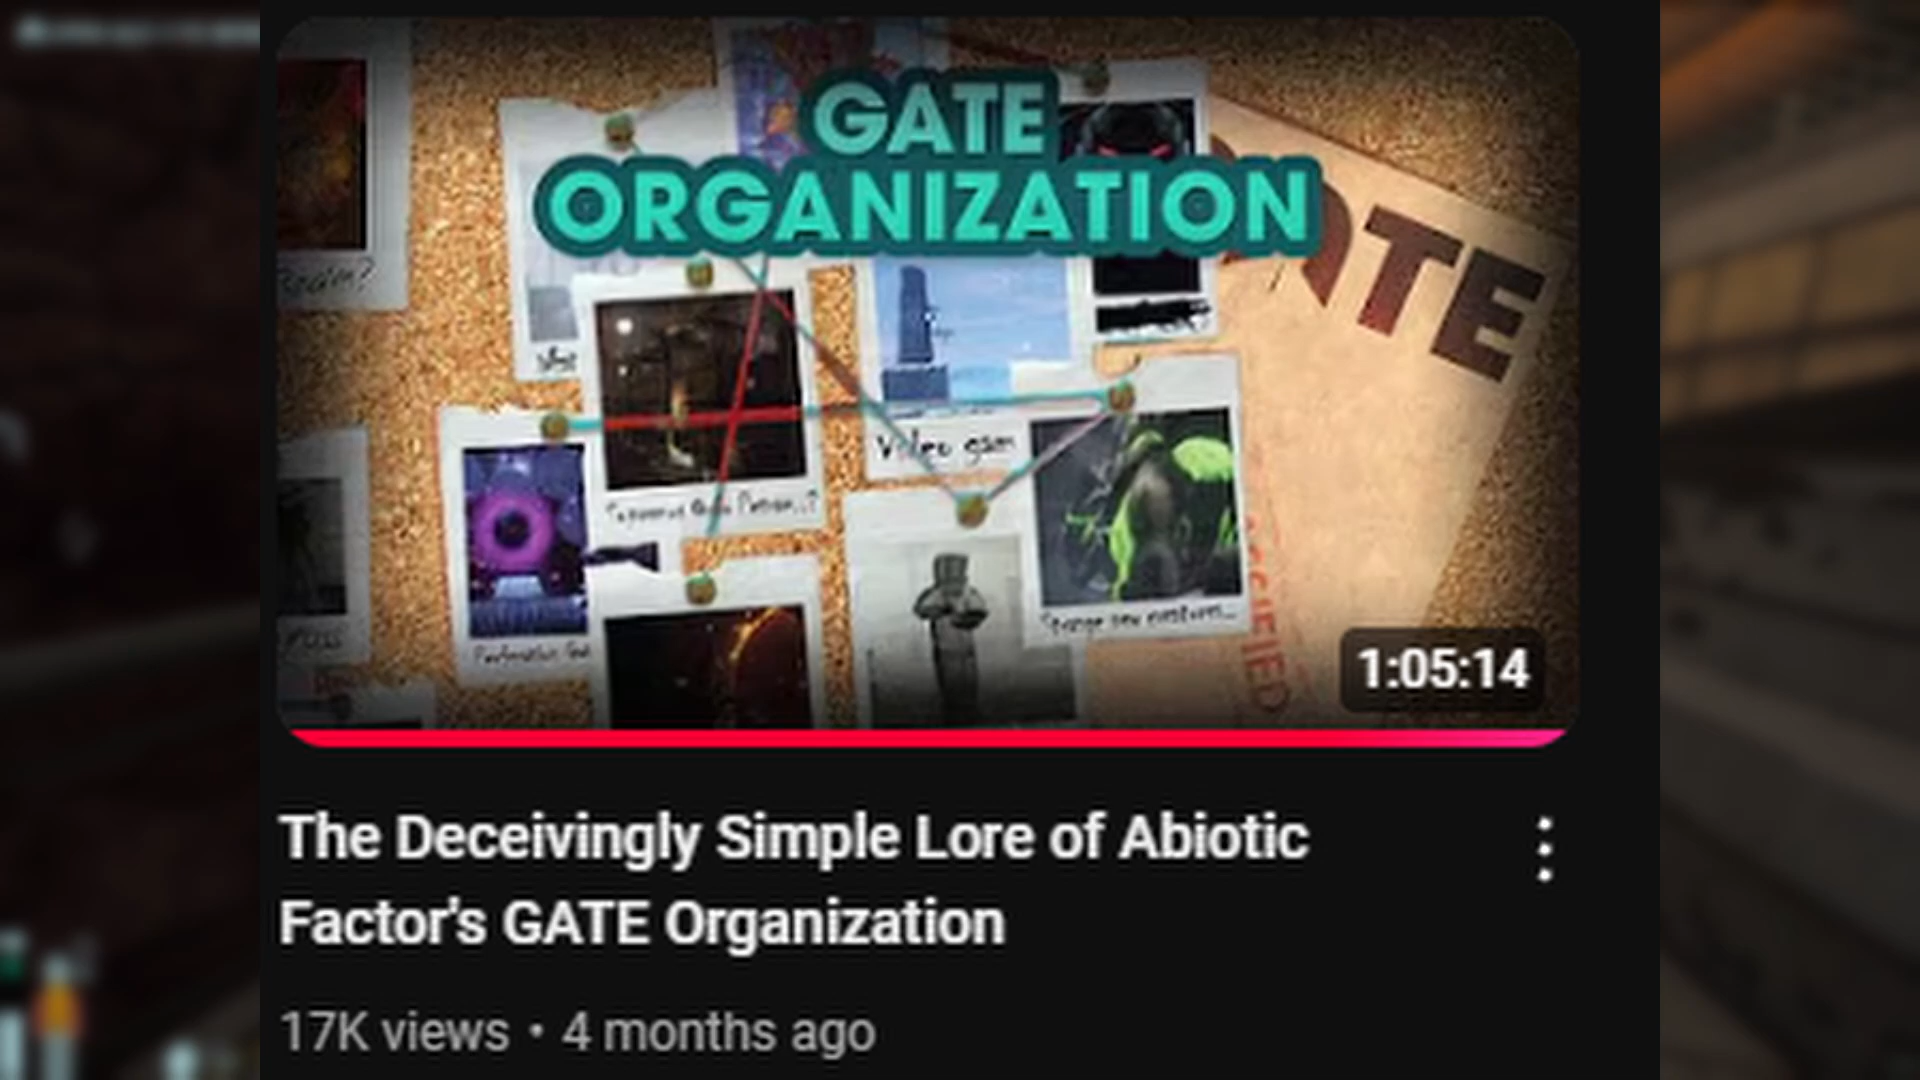 GATE
ORGANIZATION
ATE
Video gam
1:05:14
The Deceivingly Simple Lore of Abiotic
Factor's GATE Organization
17K views • 4 months ago